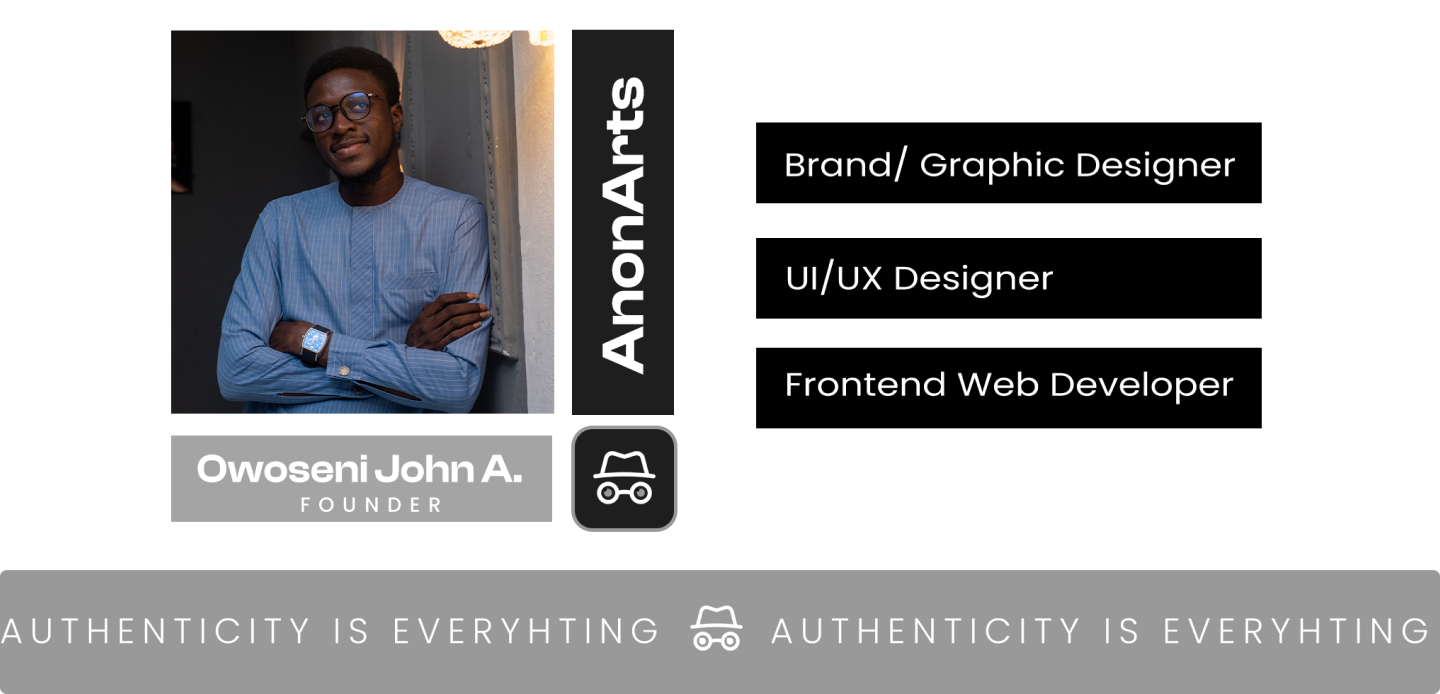 AnonArts
Brand/ Graphic Designer
UI/UX Designer
Frontend Web Developer
Owoseni John A.
FOUNDER
AUTHENTICITY IS EVERYHTING AUTHENTICITY IS EVERYHTING